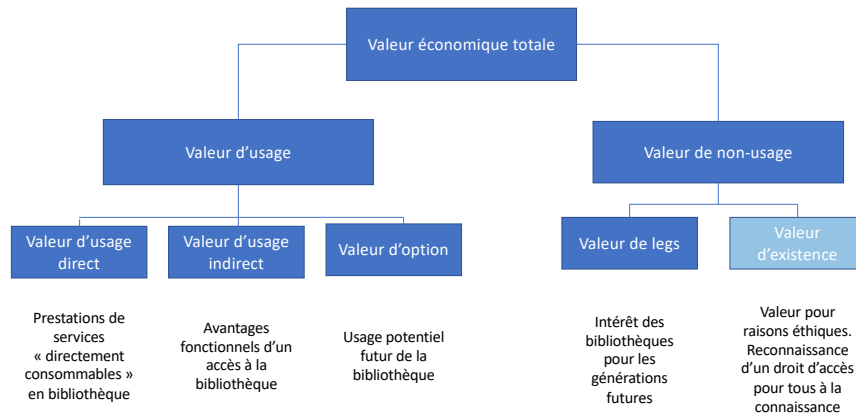 Valeur économique totale
Valeur d’usage
Valeur de non-usage
Valeur d’usage
direct
Valeur d’usage
indirect
Valeur d’option
Valeur de legs
Valeur
d’existence
Prestations de
services
« directement
consommables »
en bibliothèque
Avantages
fonctionnels d’un
accès à la
bibliothèque
Usage potentiel
futur de la
bibliothèque
Intérêt des
bibliothèques
pour les
générations
futures
Valeur pour
raisons éthiques.
Reconnaissance
d’un droit d’accès
pour tous à la
connaissance